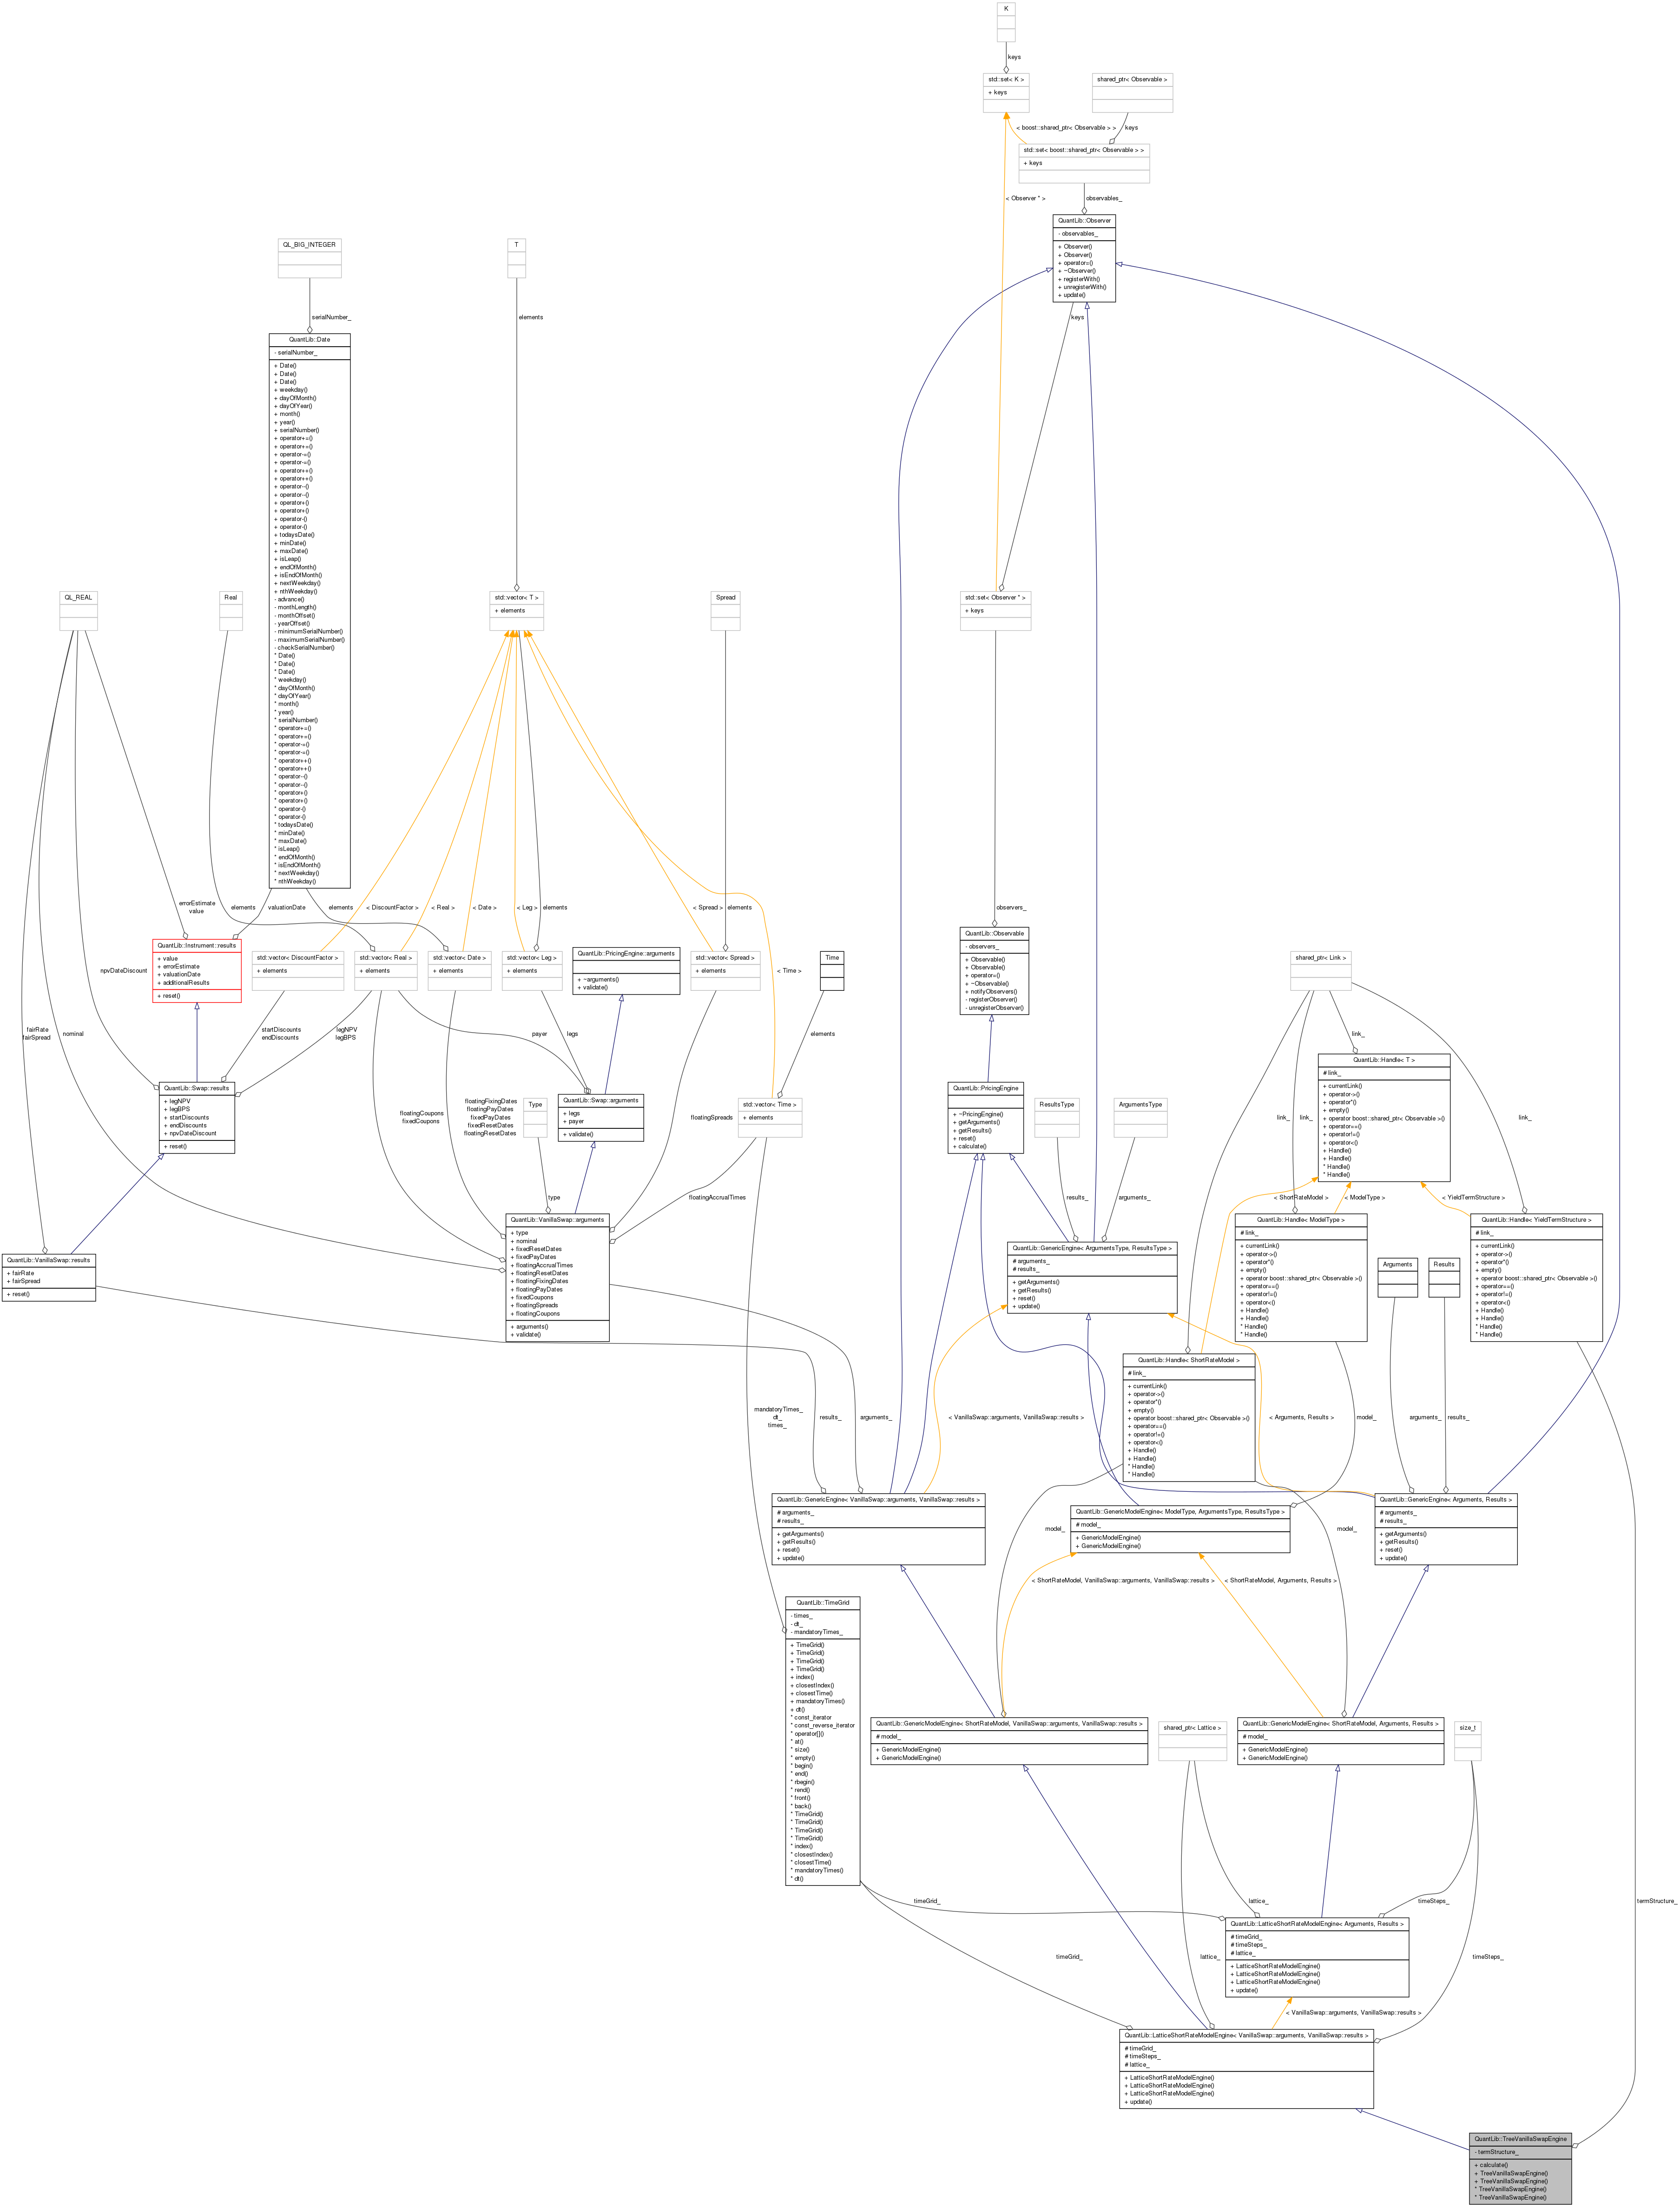 K
keys
std::set< K >
+ keys
shared_ptr< Observable >
< boost::shared_ptr< Observable > >
keys
std::set< boost::shared_ptr< Observable > >
+ keys
< Observer * >
observables_
QuantLib::Observer
- observables_
+ Observer()
+ Observer()
+ operator=()
+ ~Observer()
+ registerWith()
+ unregisterWith()
+ update()
QL_BIG_INTEGER
T
serialNumber_
elements
keys
QuantLib::Date
- serialNumber_
+ Date()
+ Date()
+ Date()
+ weekday()
+ dayOfMonth()
+ dayOfYear()
+ month()
+ year()
+ serialNumber()
+ operator+=()
+ operator+=()
+ operator-=()
+ operator-=()
+ operator++()
+ operator++()
+ operator--()
+ operator--()
+ operator+()
+ operator+()
+ operator-()
+ operator-()
+ todaysDate()
+ minDate()
+ maxDate()
+ isLeap()
+ endOfMonth()
+ isEndOfMonth()
+ nextWeekday()
+ nthWeekday()
- advance()
- monthLength()
- monthOffset()
- yearOffset()
- minimumSerialNumber()
- maximumSerialNumber()
- checkSerialNumber()
* Date()
* Date()
* Date()
* weekday()
* dayOfMonth()
* dayOfYear()
* month()
* year()
* serialNumber()
* operator+=()
* operator+=()
* operator-=()
* operator-=()
* operator++()
* operator++()
* operator--()
* operator--()
* operator+()
* operator+()
* operator-()
* operator-()
* todaysDate()
* minDate()
* maxDate()
* isLeap()
* endOfMonth()
* isEndOfMonth()
* nextWeekday()
* nthWeekday()
QL_REAL
Real
std::vector< T >
+ elements
Spread
std::set< Observer * >
+ keys
errorEstimate
value
elements
valuationDate
elements
< DiscountFactor >
< Real >
< Date >
< Leg >
elements
< Spread >
elements
observers_
QuantLib::Instrument::results
+ value
+ errorEstimate
+ valuationDate
+ additionalResults
+ reset()
std::vector< DiscountFactor >
+ elements
std::vector< Real >
+ elements
std::vector< Date >
+ elements
std::vector< Leg >
+ elements
QuantLib::PricingEngine::arguments
+ ~arguments()
+ validate()
std::vector< Spread >
+ elements
< Time >
Time
QuantLib::Observable
- observers_
+ Observable()
+ Observable()
+ operator=()
+ ~Observable()
+ notifyObservers()
- registerObserver()
- unregisterObserver()
shared_ptr< Link >
npvDateDiscount
fairRate
fairSpread
nominal
startDiscounts
endDiscounts
legNPV
legBPS
payer
legs
elements
link_
QuantLib::Handle< T >
# link_
+ currentLink()
+ operator->()
+ operator*()
+ empty()
+ operator boost::shared_ptr< Observable >()
+ operator==()
+ operator!=()
+ operator<()
+ Handle()
+ Handle()
* Handle()
* Handle()
QuantLib::Swap::results
+ legNPV
+ legBPS
+ startDiscounts
+ endDiscounts
+ npvDateDiscount
+ reset()
floatingCoupons
fixedCoupons
floatingFixingDates
floatingPayDates
fixedPayDates
fixedResetDates
floatingResetDates
Type
QuantLib::Swap::arguments
+ legs
+ payer
+ validate()
floatingSpreads
std::vector< Time >
+ elements
QuantLib::PricingEngine
+ ~PricingEngine()
+ getArguments()
+ getResults()
+ reset()
+ calculate()
ResultsType
ArgumentsType
link_
link_
link_
type
floatingAccrualTimes
results_
arguments_
< ShortRateModel >
< ModelType >
< YieldTermStructure >
QuantLib::VanillaSwap::results
+ fairRate
+ fairSpread
+ reset()
QuantLib::VanillaSwap::arguments
+ type
+ nominal
+ fixedResetDates
+ fixedPayDates
+ floatingAccrualTimes
+ floatingResetDates
+ floatingFixingDates
+ floatingPayDates
+ fixedCoupons
+ floatingSpreads
+ floatingCoupons
+ arguments()
+ validate()
QuantLib::GenericEngine< ArgumentsType, ResultsType >
# arguments_
# results_
+ getArguments()
+ getResults()
+ reset()
+ update()
QuantLib::Handle< ModelType >
# link_
+ currentLink()
+ operator->()
+ operator*()
+ empty()
+ operator boost::shared_ptr< Observable >()
+ operator==()
+ operator!=()
+ operator<()
+ Handle()
+ Handle()
* Handle()
* Handle()
Arguments
Results
QuantLib::Handle< YieldTermStructure >
# link_
+ currentLink()
+ operator->()
+ operator*()
+ empty()
+ operator boost::shared_ptr< Observable >()
+ operator==()
+ operator!=()
+ operator<()
+ Handle()
+ Handle()
* Handle()
* Handle()
QuantLib::Handle< ShortRateModel >
# link_
+ currentLink()
+ operator->()
+ operator*()
+ empty()
+ operator boost::shared_ptr< Observable >()
+ operator==()
+ operator!=()
+ operator<()
+ Handle()
+ Handle()
* Handle()
* Handle()
mandatoryTimes_
dt_
times_
results_
arguments_
< VanillaSwap::arguments, VanillaSwap::results >
< Arguments, Results >
model_
arguments_
results_
QuantLib::GenericEngine< VanillaSwap::arguments, VanillaSwap::results >
# arguments_
# results_
+ getArguments()
+ getResults()
+ reset()
+ update()
model_
QuantLib::GenericModelEngine< ModelType, ArgumentsType, ResultsType >
# model_
+ GenericModelEngine()
+ GenericModelEngine()
model_
QuantLib::GenericEngine< Arguments, Results >
# arguments_
# results_
+ getArguments()
+ getResults()
+ reset()
+ update()
< ShortRateModel, VanillaSwap::arguments, VanillaSwap::results >
< ShortRateModel, Arguments, Results >
QuantLib::TimeGrid
- times_
- dt_
- mandatoryTimes_
+ TimeGrid()
+ TimeGrid()
+ TimeGrid()
+ TimeGrid()
+ index()
+ closestIndex()
+ closestTime()
+ mandatoryTimes()
+ dt()
* const_iterator
* const_reverse_iterator
* operator[]()
* at()
* size()
* empty()
* begin()
* end()
* rbegin()
* rend()
* front()
* back()
* TimeGrid()
* TimeGrid()
* TimeGrid()
* TimeGrid()
* index()
* closestIndex()
* closestTime()
* mandatoryTimes()
* dt()
QuantLib::GenericModelEngine< ShortRateModel, VanillaSwap::arguments, VanillaSwap::results >
# model_
+ GenericModelEngine()
+ GenericModelEngine()
shared_ptr< Lattice >
QuantLib::GenericModelEngine< ShortRateModel, Arguments, Results >
# model_
+ GenericModelEngine()
+ GenericModelEngine()
size_t
timeGrid_
lattice_
timeSteps_
termStructure_
QuantLib::LatticeShortRateModelEngine< Arguments, Results >
# timeGrid_
# timeSteps_
# lattice_
+ LatticeShortRateModelEngine()
+ LatticeShortRateModelEngine()
+ LatticeShortRateModelEngine()
+ update()
timeGrid_
lattice_
timeSteps_
< VanillaSwap::arguments, VanillaSwap::results >
QuantLib::LatticeShortRateModelEngine< VanillaSwap::arguments, VanillaSwap::results >
# timeGrid_
# timeSteps_
# lattice_
+ LatticeShortRateModelEngine()
+ LatticeShortRateModelEngine()
+ LatticeShortRateModelEngine()
+ update()
QuantLib::TreeVanillaSwapEngine
- termStructure_
+ calculate()
+ TreeVanillaSwapEngine()
+ TreeVanillaSwapEngine()
* TreeVanillaSwapEngine()
* TreeVanillaSwapEngine()